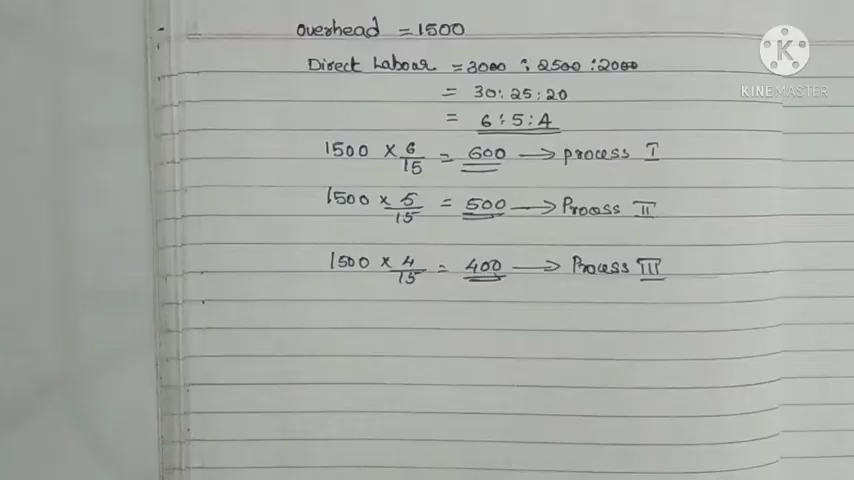 overhead = 1500
Direct Labour = 3000 : 2500 : 2000
= 30 : 25 : 20
= 6 : 5 : 4
1500 × 6/15 = 600 → process I
1500 × 5/15 = 500 → Process II
1500 × 4/15 = 400 → Process III
KINEMASTER